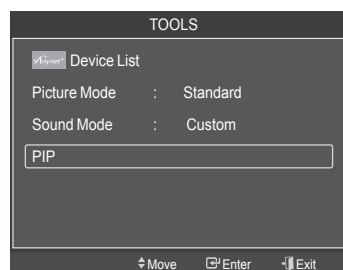 TOOLS
Anynet+ Device List
Picture Mode : Standard
Sound Mode : Custom
PIP
Move Enter Exit